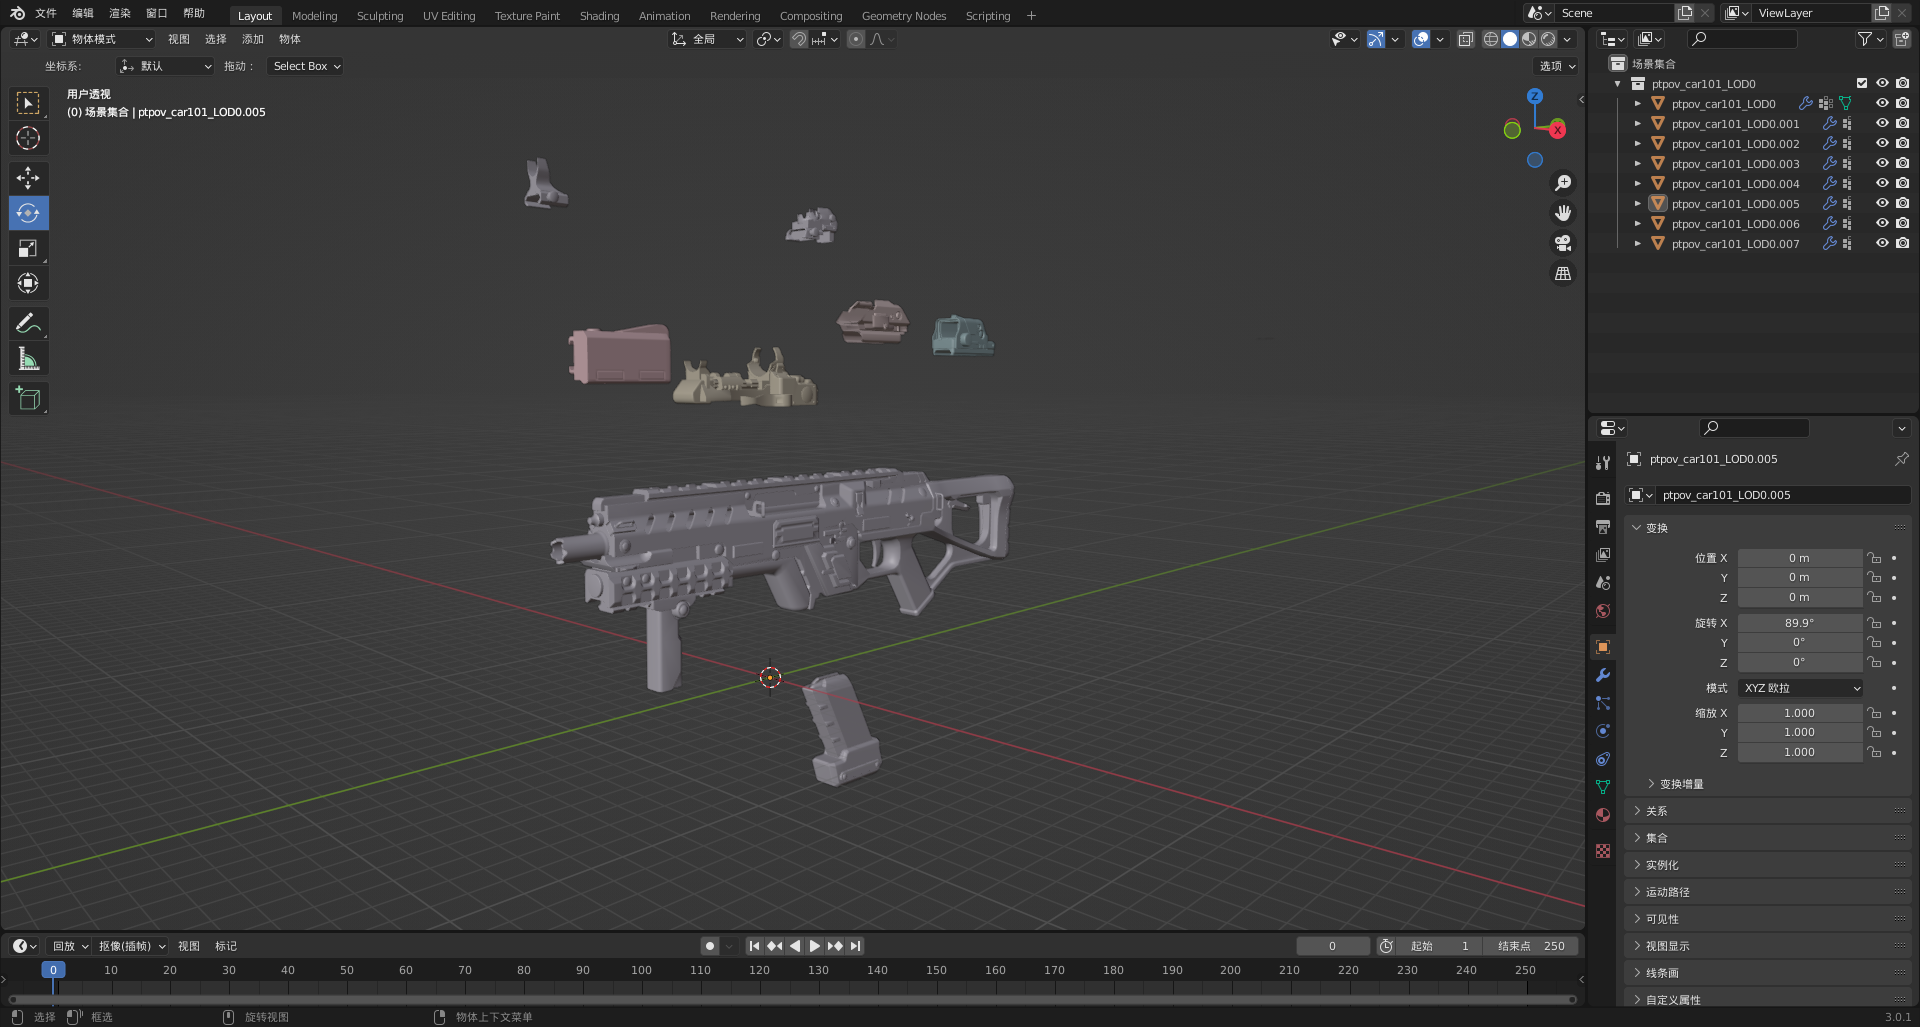 文件 编辑 渲染 窗口 帮助 Layout Modeling Sculpting UV Editing Texture Paint Shading Animation Rendering Compositing Geometry Nodes Scripting + Scene ViewLayer
物体模式 视图 选择 添加 物体 全局
坐标系: 默认 拖动: Select Box 选项
用户透视
(0) 场景集合 | ptpov_car101_LOD0.005
Z
X
场景集合
ptpov_car101_LOD0
ptpov_car101_LOD0
ptpov_car101_LOD0.001
ptpov_car101_LOD0.002
ptpov_car101_LOD0.003
ptpov_car101_LOD0.004
ptpov_car101_LOD0.005
ptpov_car101_LOD0.006
ptpov_car101_LOD0.007
ptpov_car101_LOD0.005
ptpov_car101_LOD0.005
变换
位置 X 0 m
Y 0 m
Z 0 m
旋转 X 89.9°
Y 0°
Z 0°
模式 XYZ 欧拉
缩放 X 1.000
Y 1.000
Z 1.000
变换增量
关系
集合
实例化
运动路径
可见性
视图显示
线条画
自定义属性
回放 抠像(插帧) 视图 标记 0 起始 1 结束点 250
0 10 20 30 40 50 60 70 80 90 100 110 120 130 140 150 160 170 180 190 200 210 220 230 240 250
选择 框选 旋转视图 物体上下文菜单 3.0.1